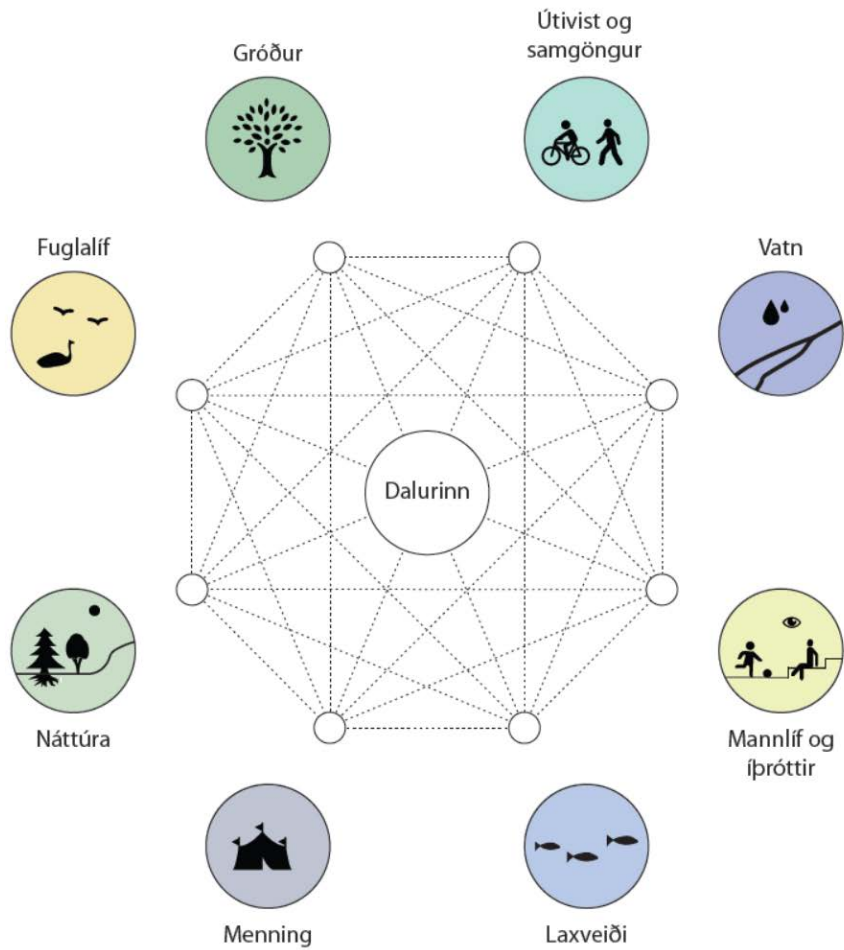 Útivist og
samgöngur
Gróður
Fuglalíf
Vatn
Dalurinn
Náttúra
Mannlíf og
íþróttir
Menning
Laxveiði